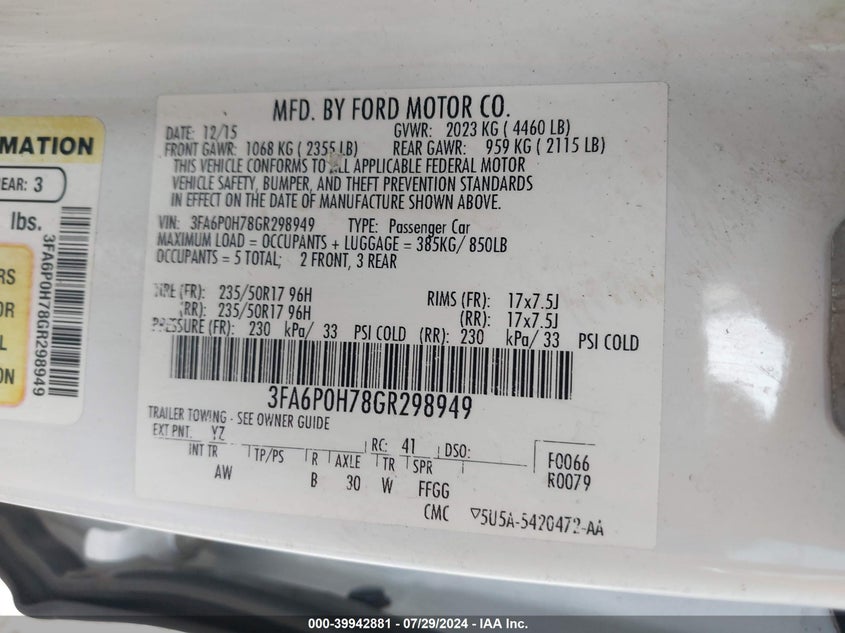 MFD. BY FORD MOTOR CO.
DATE: 12/15 GVWR: 2023 KG ( 4460 LB)
FRONT GAWR: 1068 KG ( 2355 LB) REAR GAWR: 959 KG ( 2115 LB)
THIS VEHICLE CONFORMS TO ALL APPLICABLE FEDERAL MOTOR
VEHICLE SAFETY, BUMPER, AND THEFT PREVENTION STANDARDS
IN EFFECT ON THE DATE OF MANUFACTURE SHOWN ABOVE.
VIN: 3FA6P0H78GR298949 TYPE: Passenger Car
MAXIMUM LOAD = OCCUPANTS + LUGGAGE = 385KG/ 850LB
OCCUPANTS = 5 TOTAL; 2 FRONT, 3 REAR
TIRE (FR): 235/50R17 96H RIMS (FR): 17x7.5J
(RR): 235/50R17 96H (RR): 17x7.5J
PRESSURE (FR): 230 kPa/ 33 PSI COLD (RR): 230 kPa/ 33 PSI COLD
3FA6P0H78GR298949
TRAILER TOWING - SEE OWNER GUIDE
EXT PNT: YZ RC: 41 DSO: F0066
INT TR TP/PS R AXLE TR SPR R0079
AW B 30 W FFGG
CMC ▽5U5A-5420472-AA
MATION
EAR: 3
lbs.
RS
OR
L
ON
3FA6P0H78GR298949
000-39942881 - 07/29/2024 - IAA Inc.